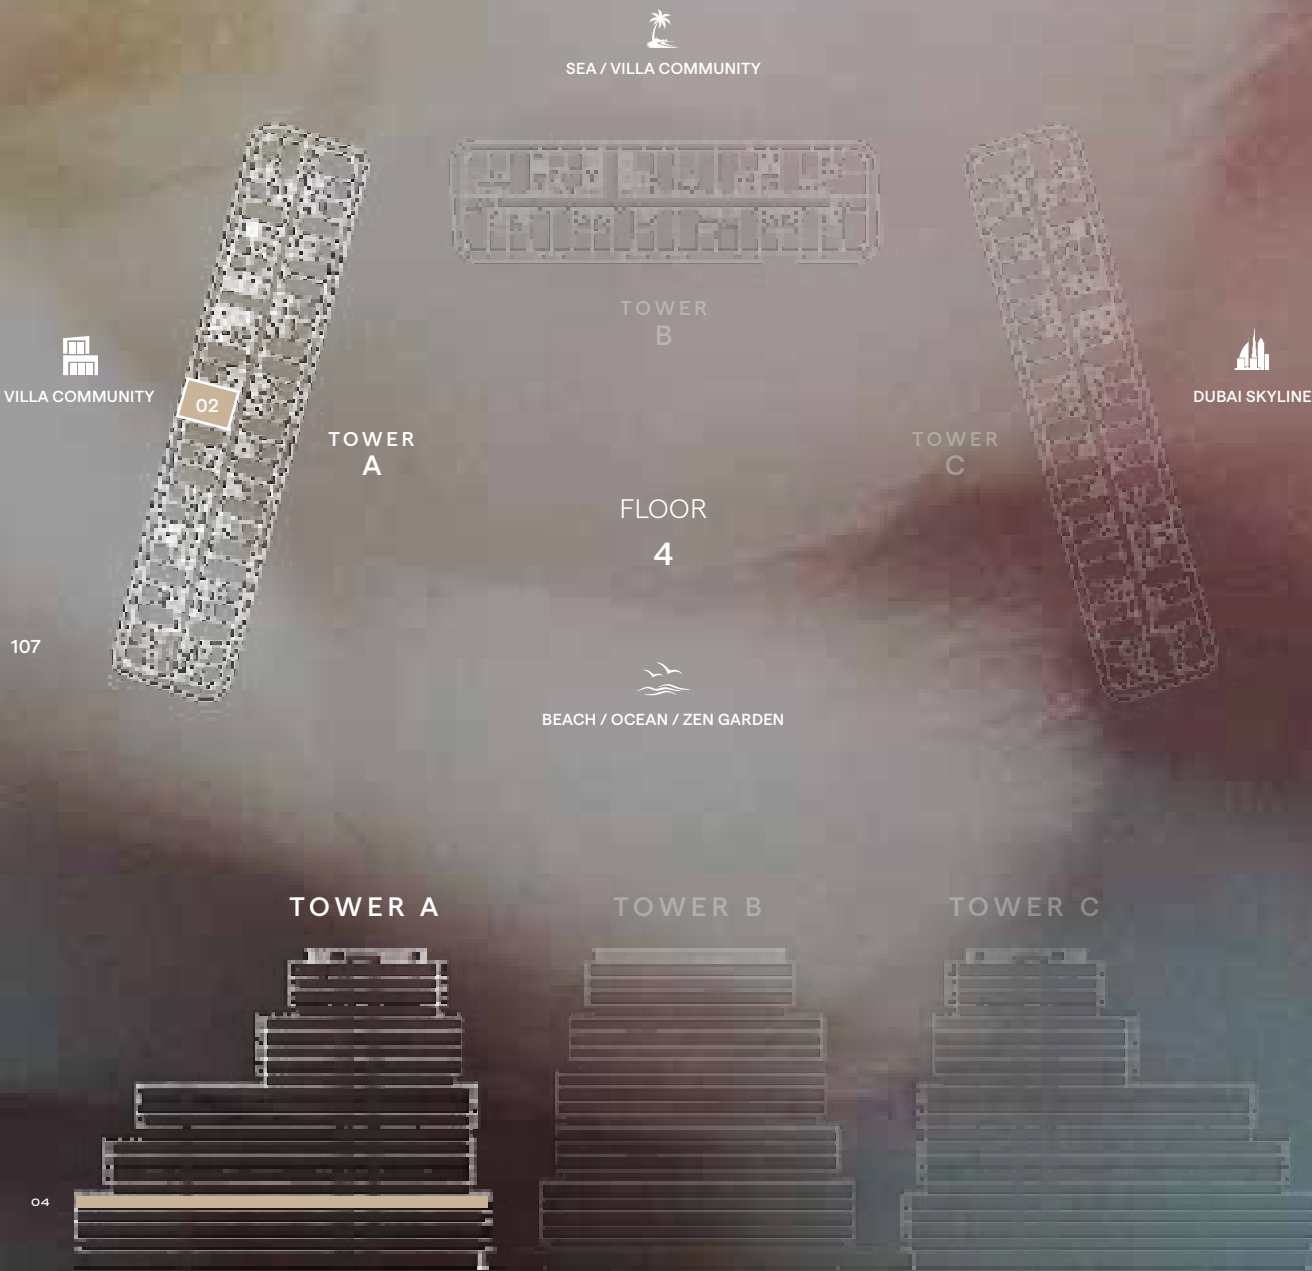 SEA / VILLA COMMUNITY
TOWER
B
VILLA COMMUNITY
DUBAI SKYLINE
02
TOWER
A
TOWER
C
FLOOR
4
107
BEACH / OCEAN / ZEN GARDEN
TOWER A
TOWER B
TOWER C
04